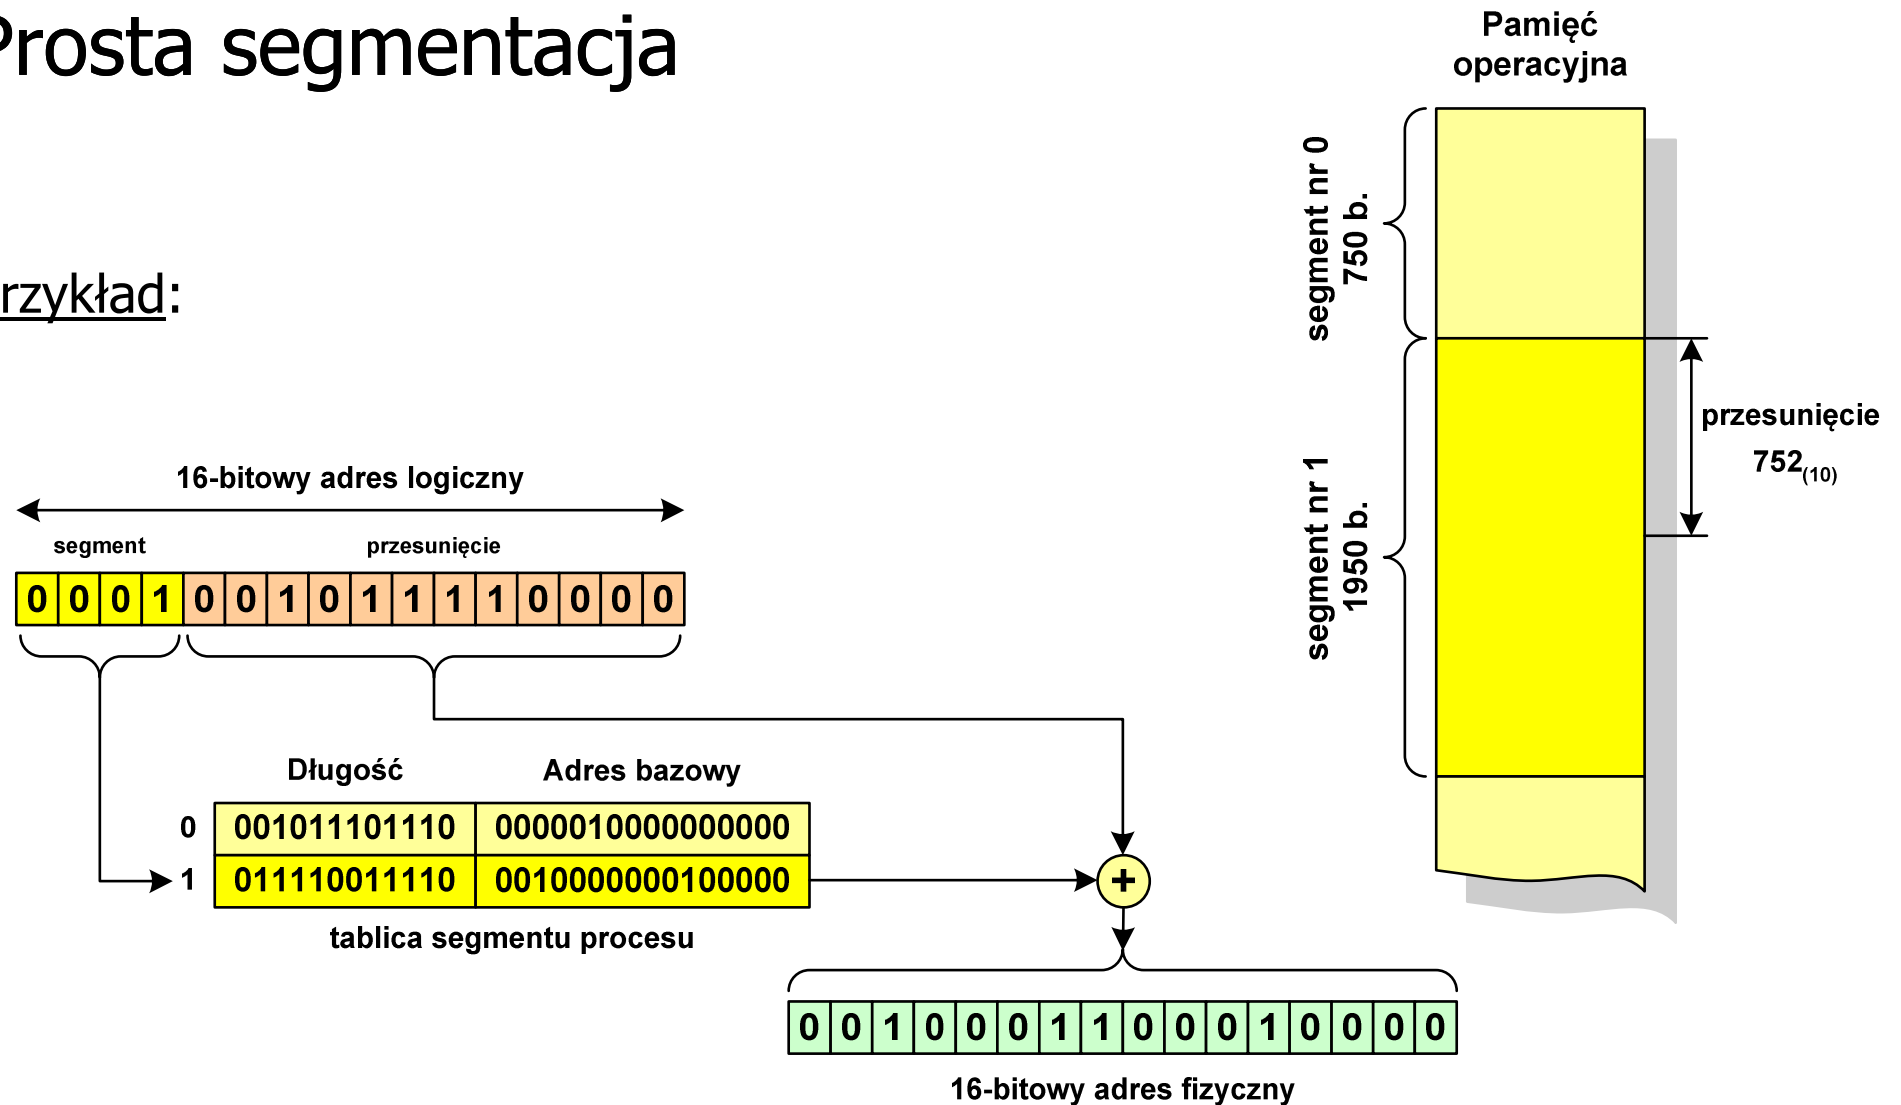 Prosta segmentacja
rzykład:
Pamięć
operacyjna
segment nr 0
750 b.
segment nr 1
1950 b.
przesunięcie
752(10)
16-bitowy adres logiczny
segment przesunięcie
0 0 0 1 0 0 1 0 1 1 1 1 0 0 0 0
Długość Adres bazowy
0 001011101110 0000010000000000
1 011110011110 0010000000100000
+
tablica segmentu procesu
0 0 1 0 0 0 1 1 0 0 0 1 0 0 0 0
16-bitowy adres fizyczny